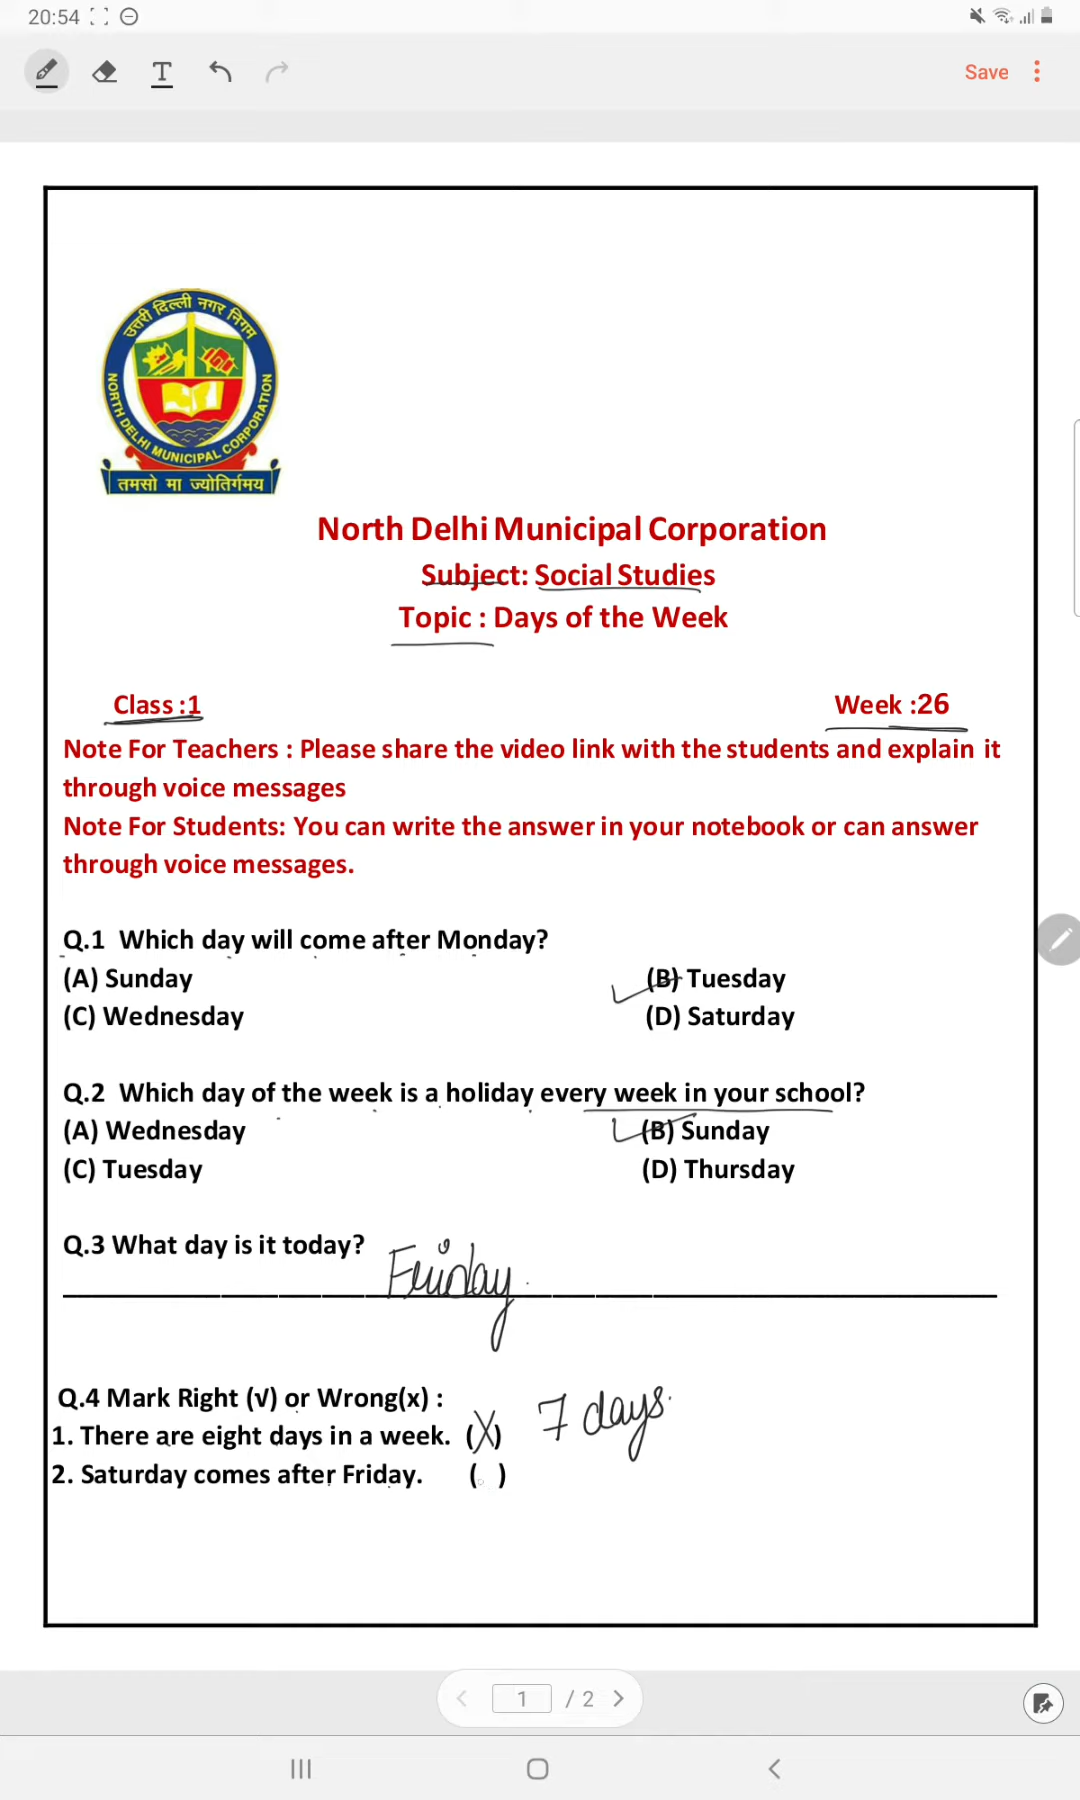 20:54
Save
उत्तरी दिल्ली नगर निगम
NORTH DELHI MUNICIPAL CORPORATION
तमसो मा ज्योतिर्गमय
North Delhi Municipal Corporation
Subject: Social Studies
Topic : Days of the Week
Class :1 Week :26
Note For Teachers : Please share the video link with the students and explain it
through voice messages
Note For Students: You can write the answer in your notebook or can answer
through voice messages.
Q.1 Which day will come after Monday?
(A) Sunday (B) Tuesday
(C) Wednesday (D) Saturday
Q.2 Which day of the week is a holiday every week in your school?
(A) Wednesday (B) Sunday
(C) Tuesday (D) Thursday
Q.3 What day is it today?
Friday
Q.4 Mark Right (√) or Wrong(x) :
1. There are eight days in a week. (X) 7 days.
2. Saturday comes after Friday. ( )
1 / 2